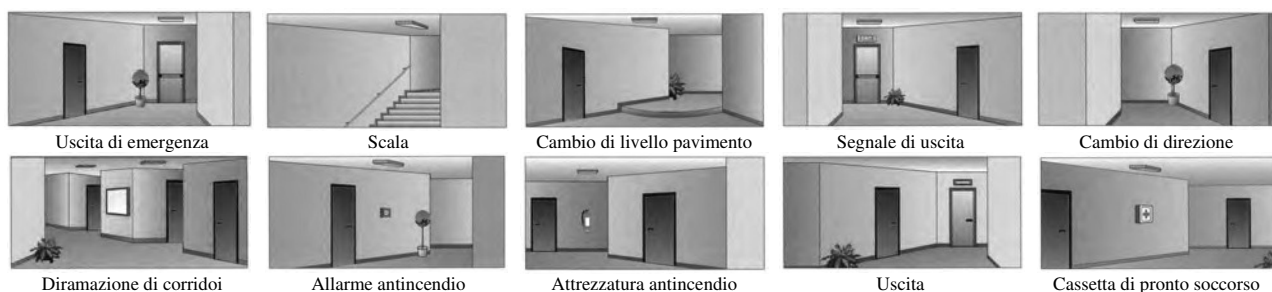 Uscita di emergenza
Scala
Cambio di livello pavimento
Segnale di uscita
Cambio di direzione
Diramazione di corridoi
Allarme antincendio
Attrezzatura antincendio
Uscita
Cassetta di pronto soccorso